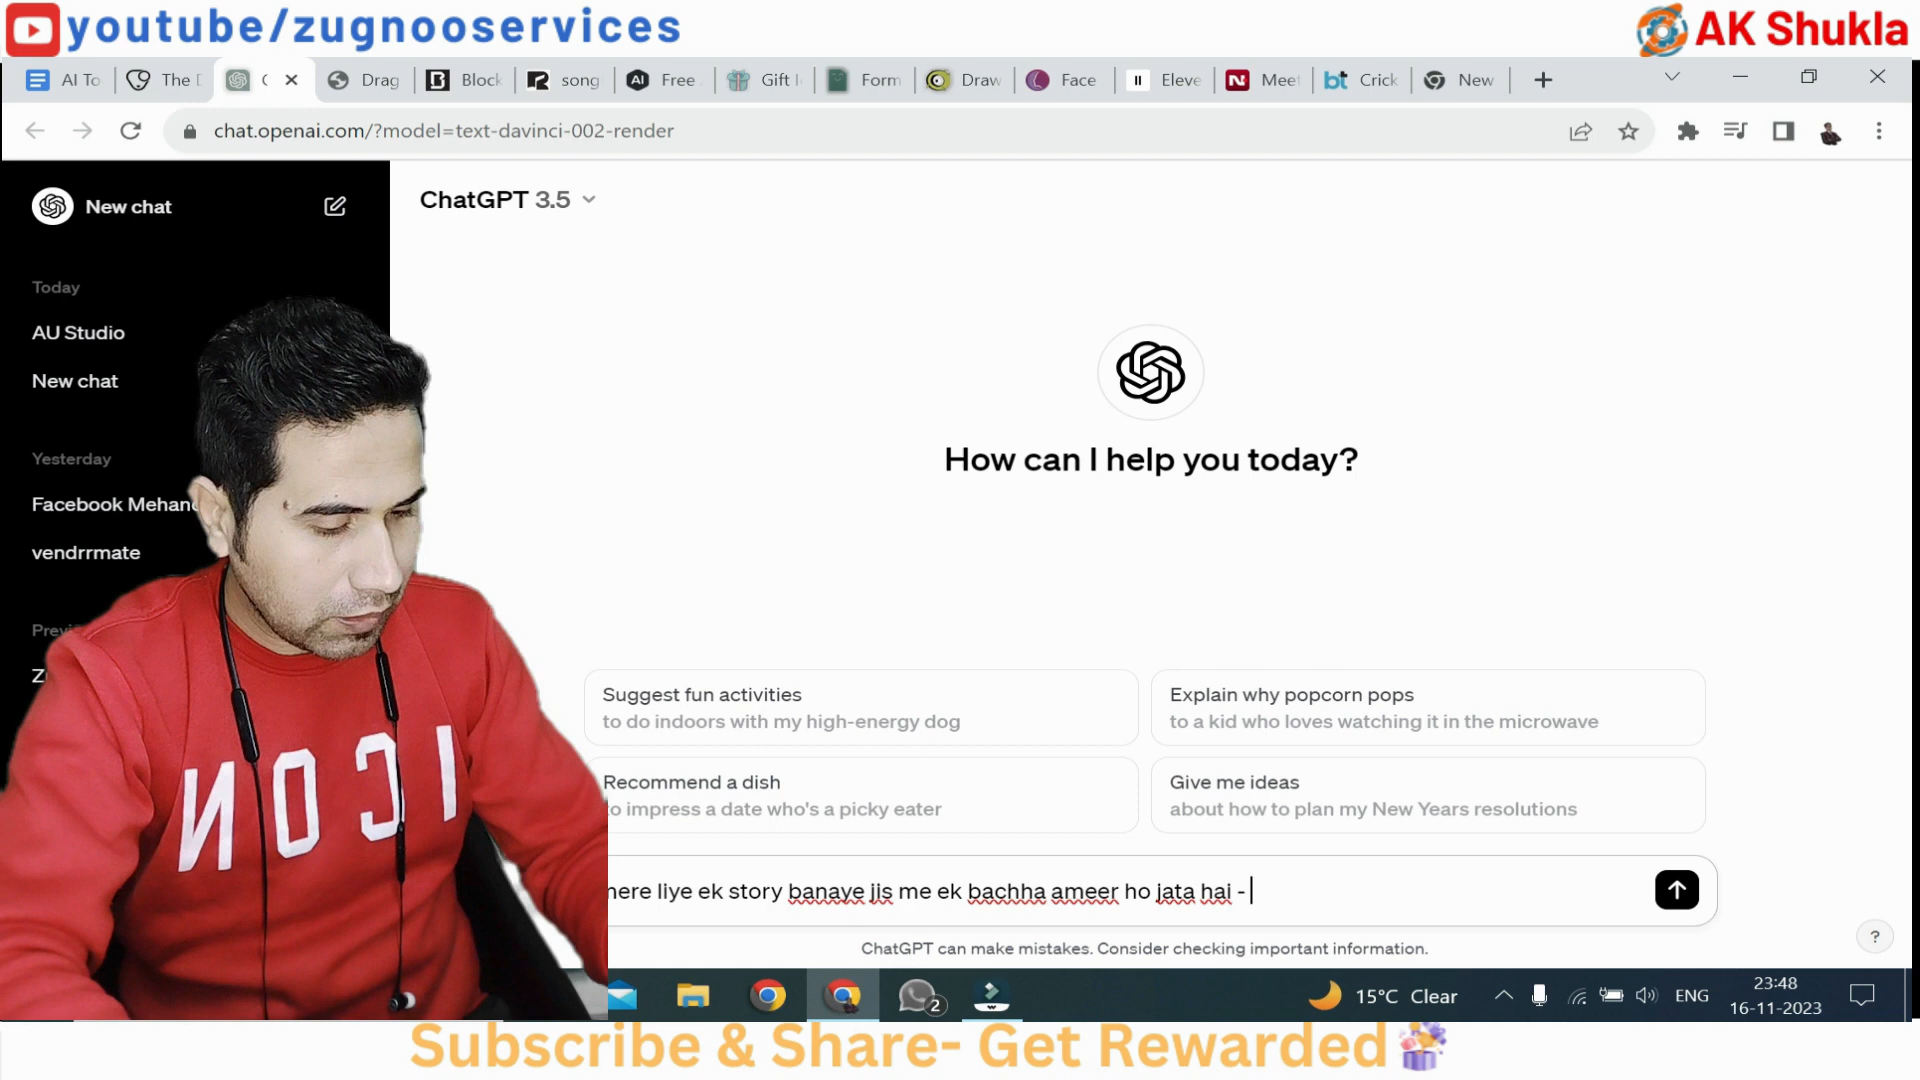 youtube/zugnooservices
AK Shukla
AI To
The
Drag
Block
song
Free
Gift
Form
Draw
Face
Eleve
Meet
Crick
New
chat.openai.com/?model=text-davinci-002-render
New chat
ChatGPT 3.5
Today
AU Studio
New chat
Yesterday
Facebook Mehan
vendrrmate
How can I help you today?
Suggest fun activities
to do indoors with my high-energy dog
Explain why popcorn pops
to a kid who loves watching it in the microwave
Recommend a dish
to impress a date who's a picky eater
Give me ideas
about how to plan my New Years resolutions
mere liye ek story banaye jis me ek bachha ameer ho jata hai -
ChatGPT can make mistakes. Consider checking important information.
?
ICON
2
15°C Clear
ENG
23:48
16-11-2023
Subscribe & Share- Get Rewarded